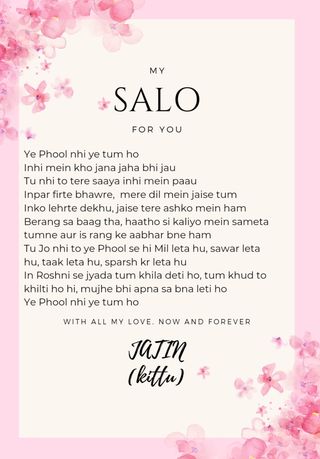 MY
SALO
FOR YOU
Ye Phool nhi ye tum ho
Inhi mein kho jana jaha bhi jau
Tu nhi to tere saaya inhi mein paau
Inpar firte bhawre, mere dil mein jaise tum
Inko lehrte dekhu, jaise tere ashko mein ham
Berang sa baag tha, haatho si kaliyo mein sameta
tumne aur is rang ke aabhar bne ham
Tu Jo nhi to ye Phool se hi Mil leta hu, sawar leta
hu, taak leta hu, sparsh kr leta hu
In Roshni se jyada tum khila deti ho, tum khud to
khilti ho hi, mujhe bhi apna sa bna leti ho
Ye Phool nhi ye tum ho
WITH ALL MY LOVE, NOW AND FOREVER
JATIN
(kittu)